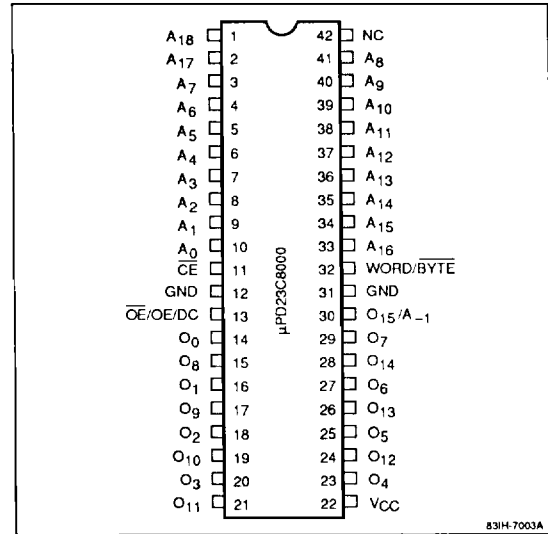 A18 1 42 NC
A17 2 41 A8
A7 3 40 A9
A6 4 39 A10
A5 5 38 A11
A4 6 37 A12
A3 7 36 A13
A2 8 35 A14
A1 9 34 A15
A0 10 33 A16
CE 11 32 WORD/BYTE
GND 12 31 GND
OE/OE/DC 13 30 O15/A-1
O0 14 29 O7
O8 15 28 O14
O1 16 27 O6
O9 17 26 O13
O2 18 25 O5
O10 19 24 O12
O3 20 23 O4
O11 21 22 VCC
µPD23C8000
83IH-7003A